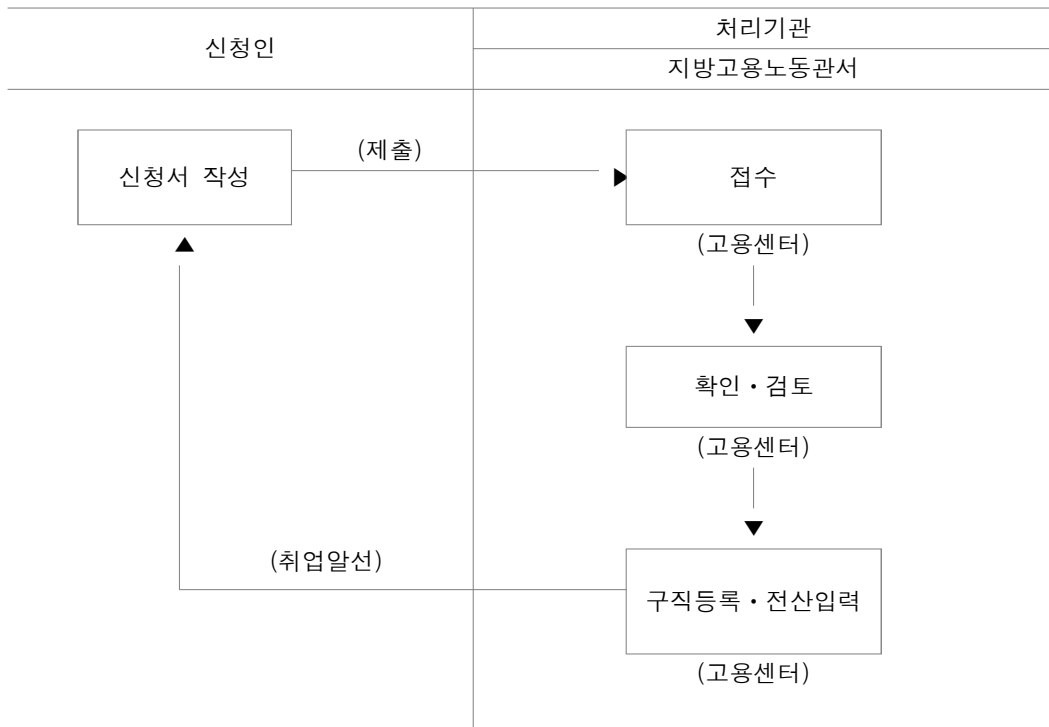 신청인
처리기관
지방고용노동관서
신청서 작성
(제출)
접수
(고용센터)
확인·검토
(고용센터)
(취업알선)
구직등록·전산입력
(고용센터)